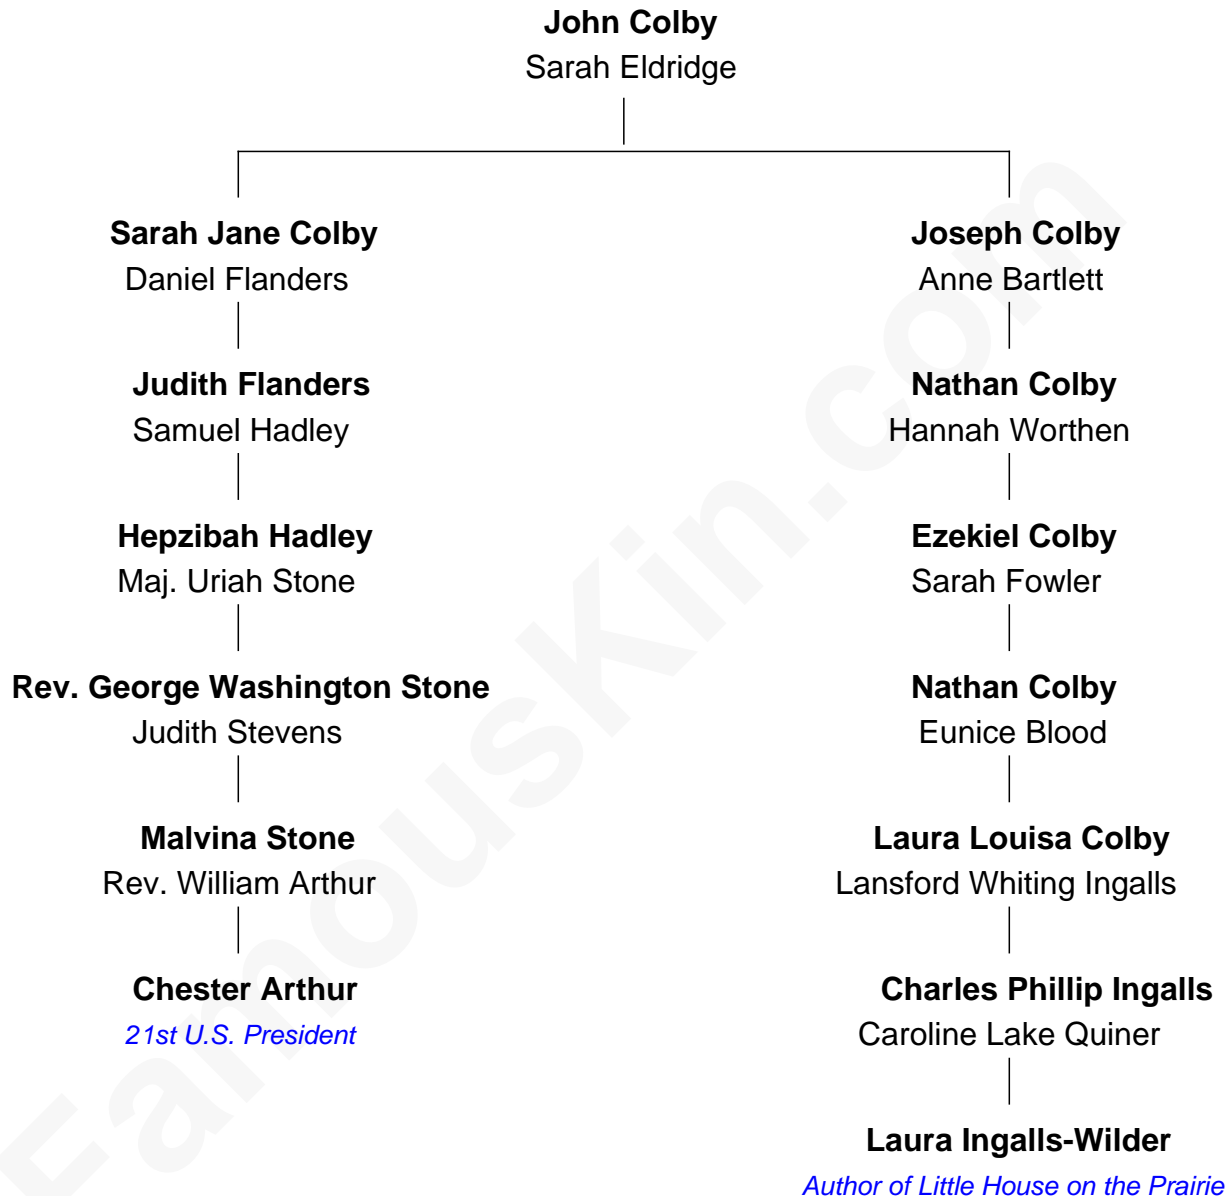 John Colby
Sarah Eldridge
Sarah Jane Colby
Daniel Flanders
Joseph Colby
Anne Bartlett
Judith Flanders
Samuel Hadley
Nathan Colby
Hannah Worthen
Hepzibah Hadley
Maj. Uriah Stone
Ezekiel Colby
Sarah Fowler
Rev. George Washington Stone
Judith Stevens
Nathan Colby
Eunice Blood
Malvina Stone
Rev. William Arthur
Laura Louisa Colby
Lansford Whiting Ingalls
Chester Arthur
21st U.S. President
Charles Phillip Ingalls
Caroline Lake Quiner
Laura Ingalls-Wilder
Author of Little House on the Prairie
FamousKin.com